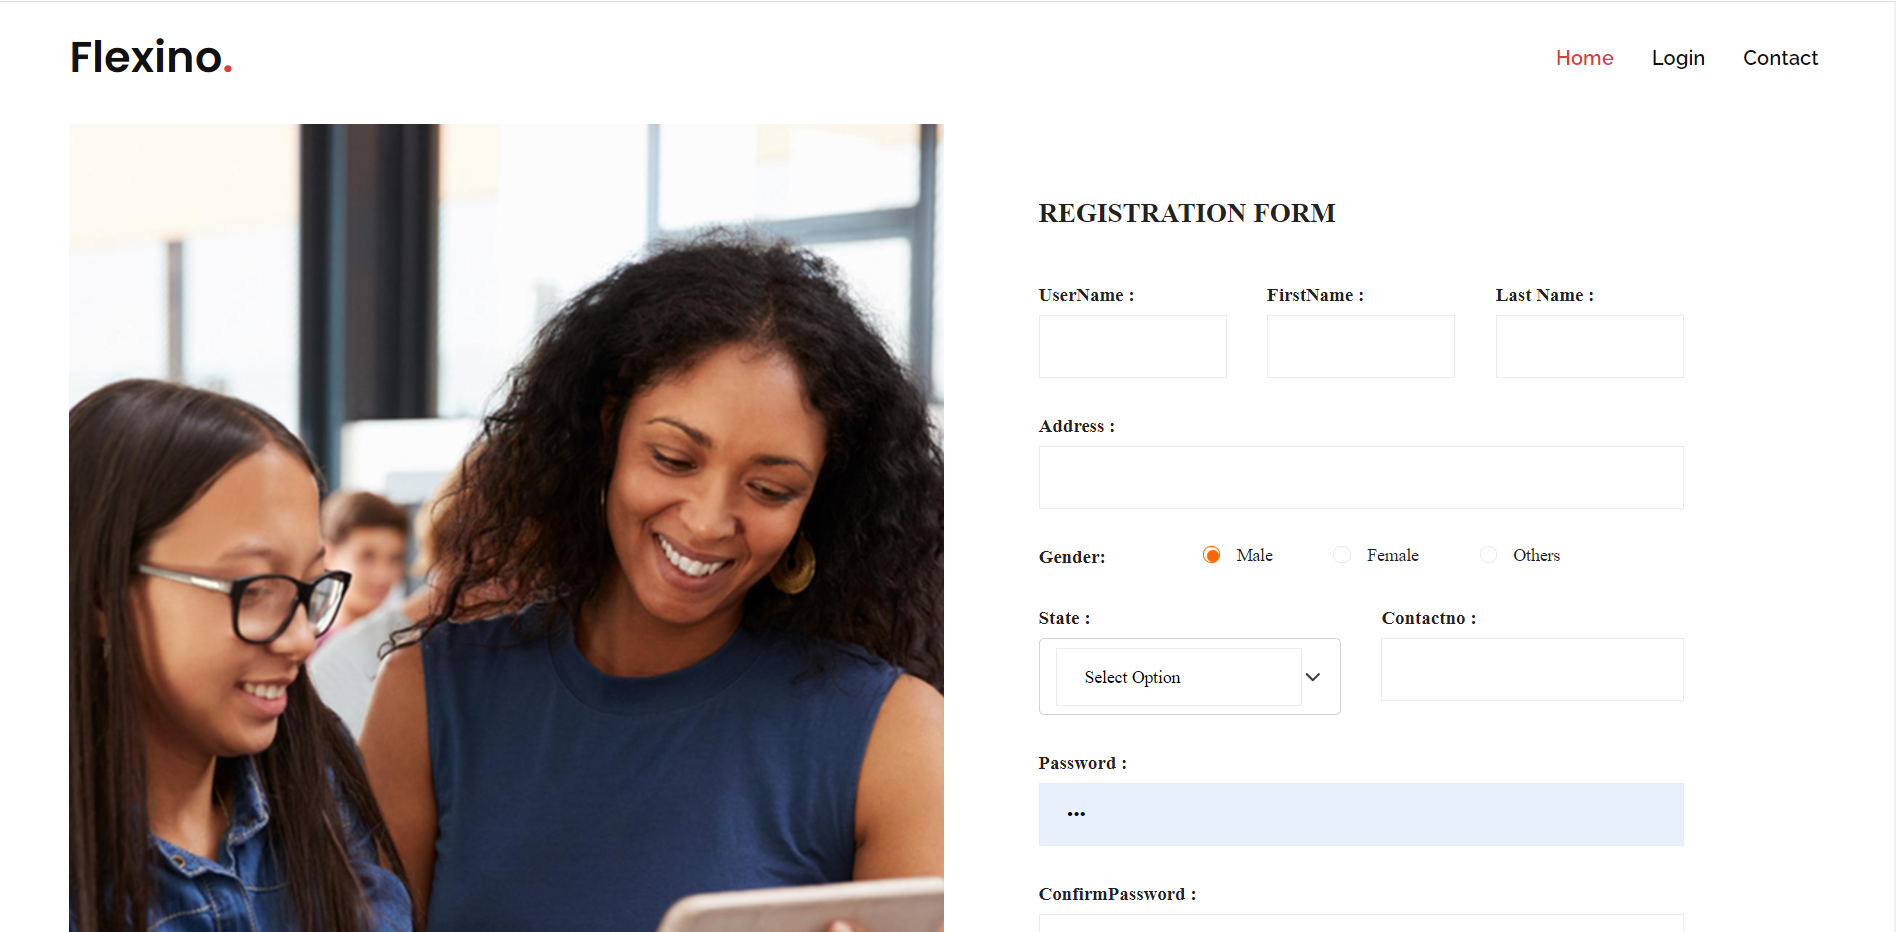 Flexino.
Home Login Contact
REGISTRATION FORM
UserName : FirstName : Last Name :
Address :
Gender: Male Female Others
State : Contactno :
Select Option
Password :
•••
ConfirmPassword :